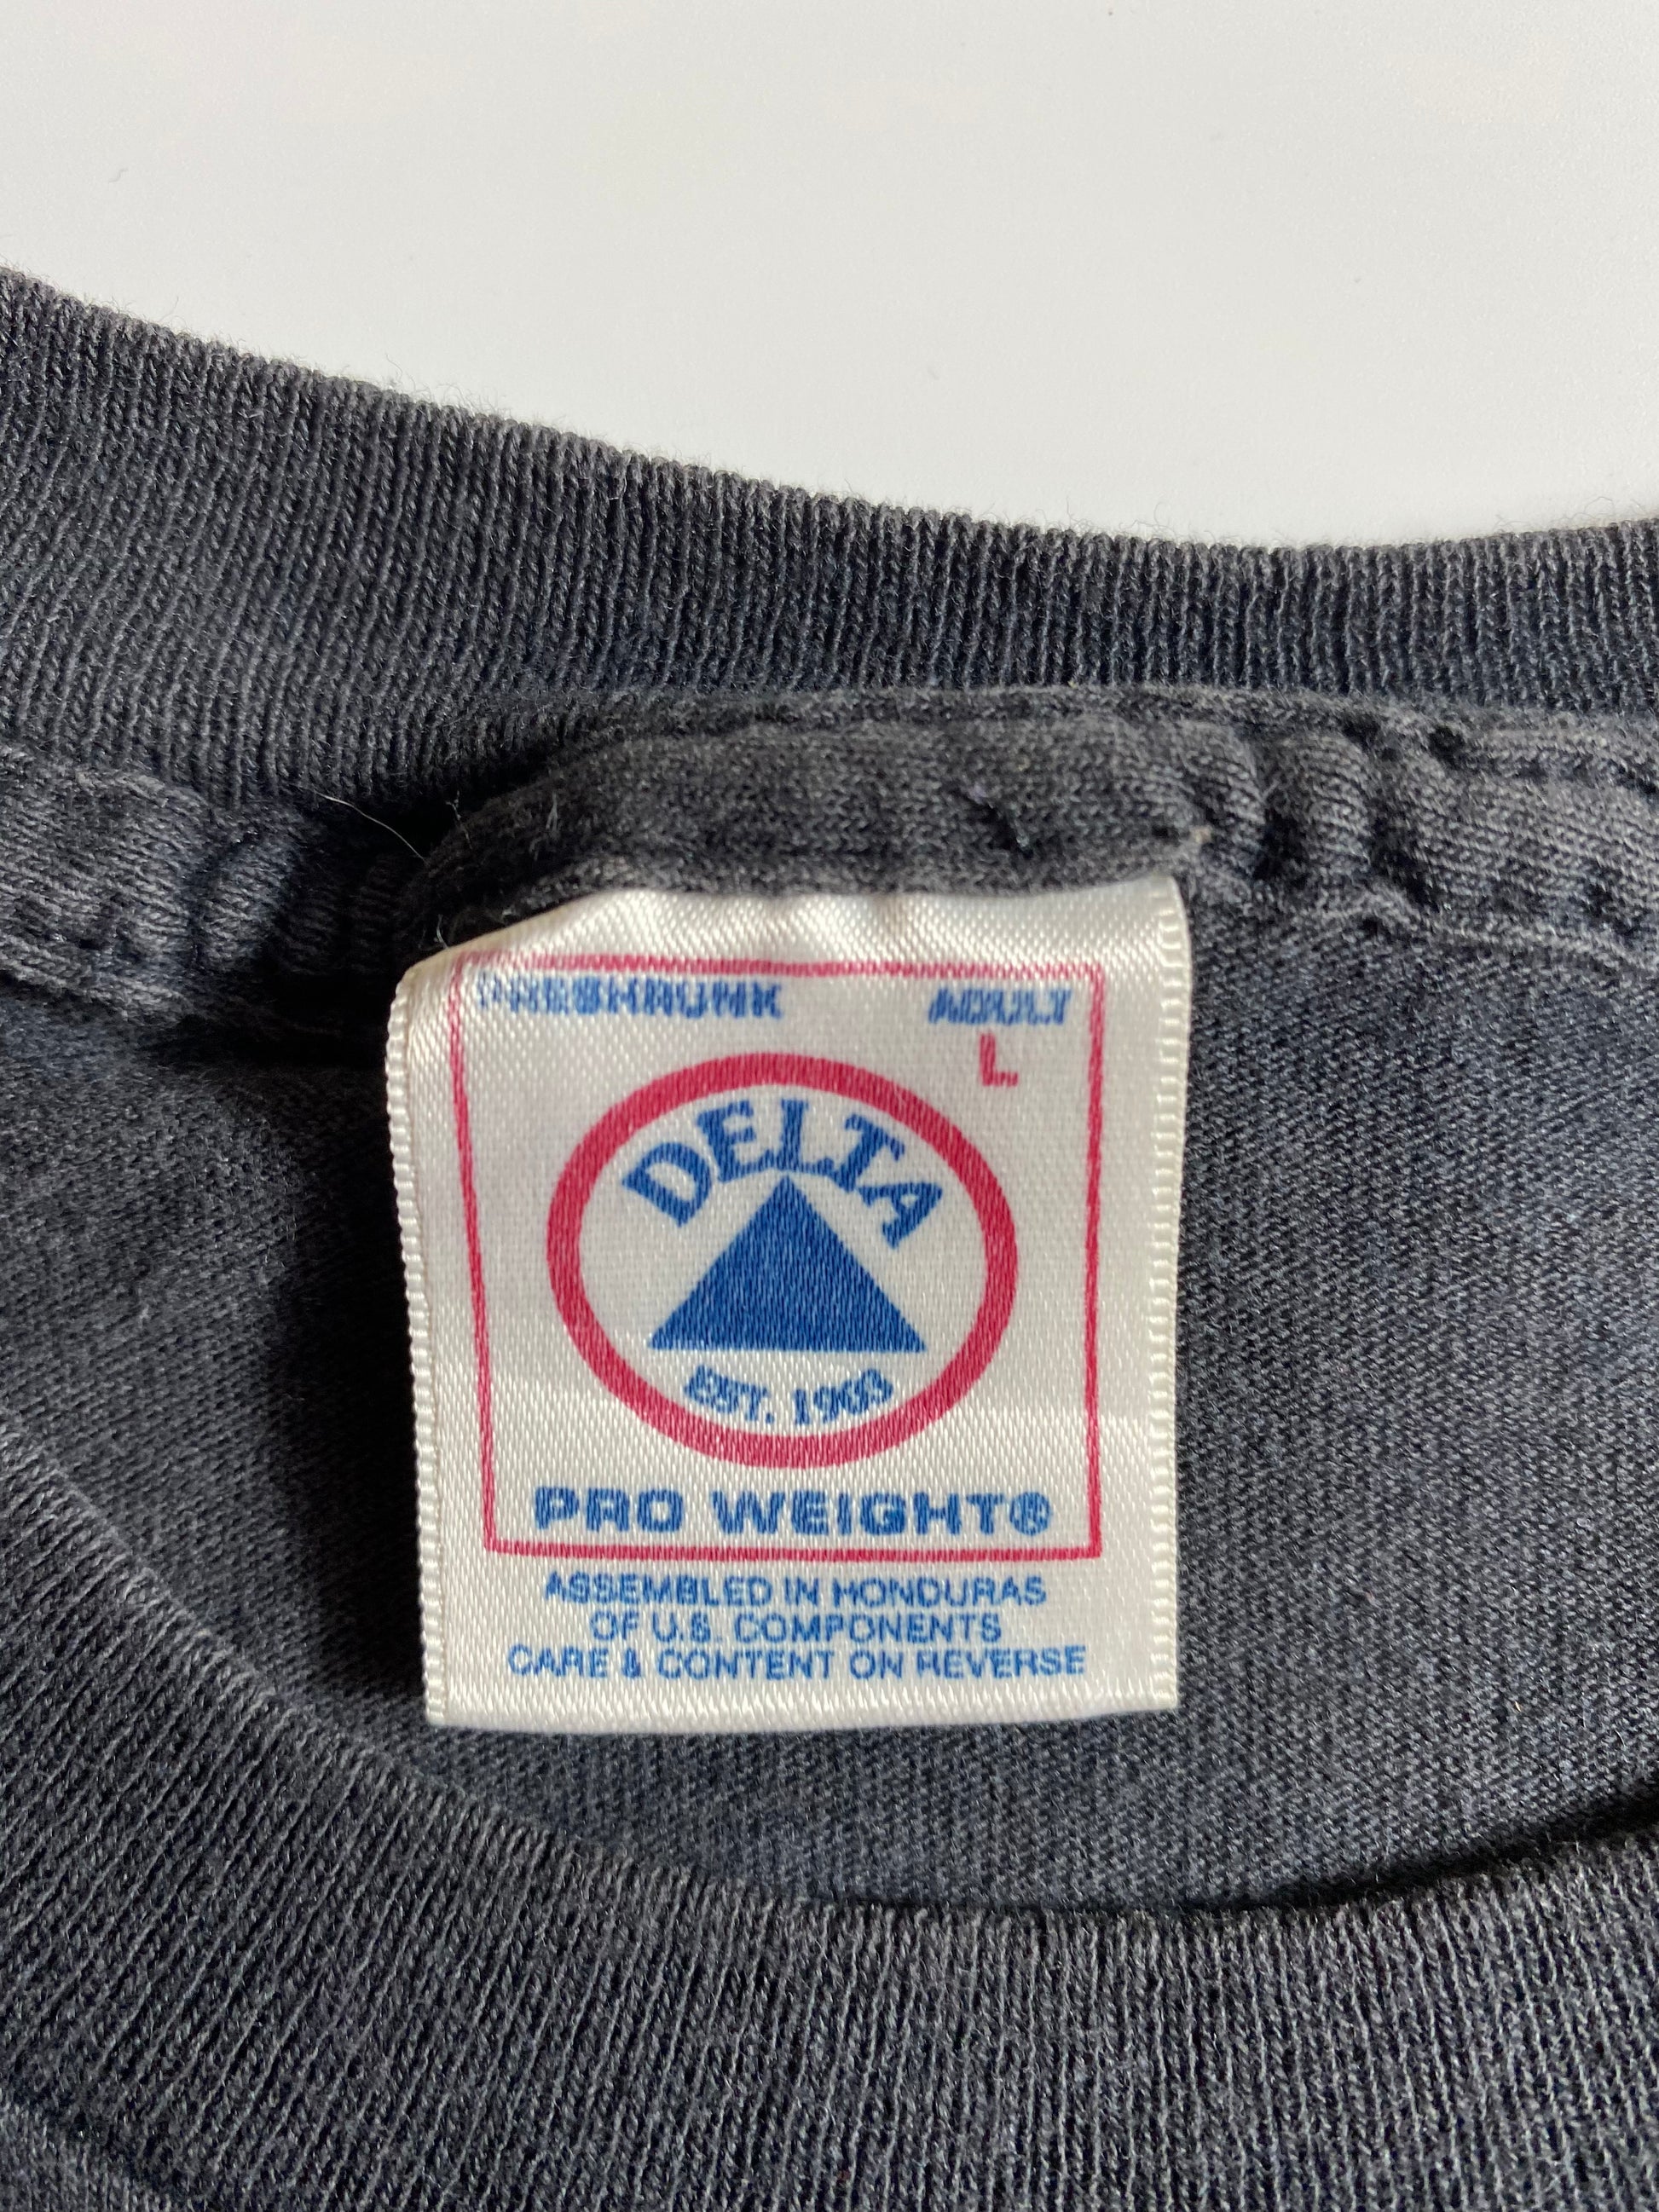 PRESHRUNK ADULT
L
DELTA
EST. 1903
PRO WEIGHT®
ASSEMBLED IN HONDURAS
OF U.S. COMPONENTS
CARE & CONTENT ON REVERSE